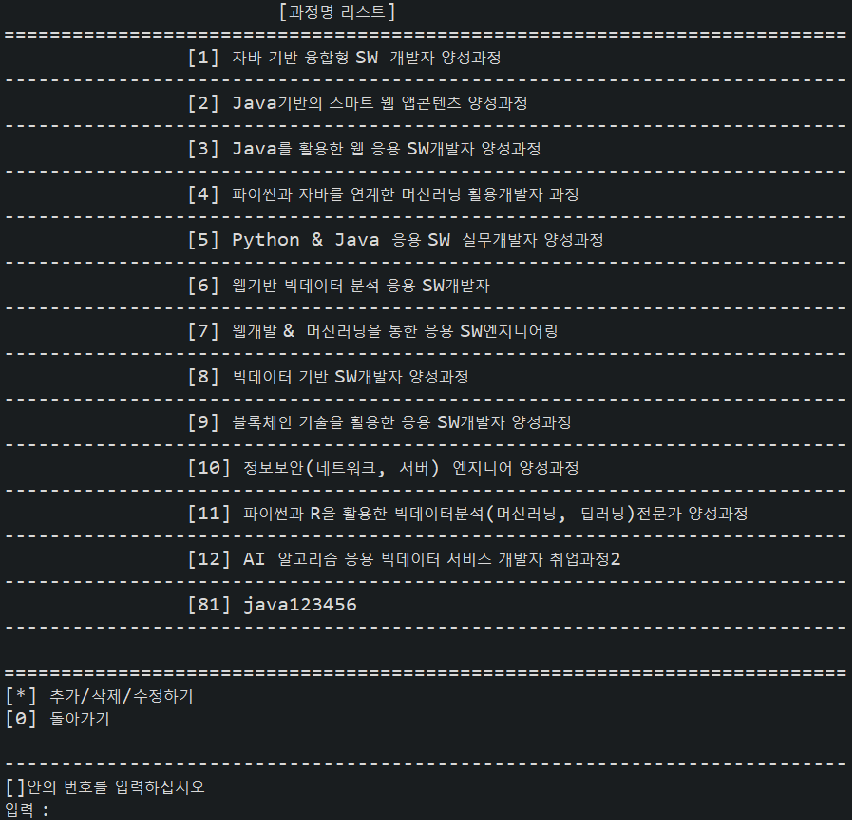 [과정명 리스트]
==========================================================================
[1] 자바 기반 융합형 SW 개발자 양성과정
--------------------------------------------------------------------------
[2] Java기반의 스마트 웹 앱콘텐츠 양성과정
--------------------------------------------------------------------------
[3] Java를 활용한 웹 응용 SW개발자 양성과정
--------------------------------------------------------------------------
[4] 파이썬과 자바를 연계한 머신러닝 활용개발자 과정
--------------------------------------------------------------------------
[5] Python & Java 응용 SW 실무개발자 양성과정
--------------------------------------------------------------------------
[6] 웹기반 빅데이터 분석 응용 SW개발자
--------------------------------------------------------------------------
[7] 웹개발 & 머신러닝을 통한 응용 SW엔지니어링
--------------------------------------------------------------------------
[8] 빅데이터 기반 SW개발자 양성과정
--------------------------------------------------------------------------
[9] 블록체인 기술을 활용한 응용 SW개발자 양성과정
--------------------------------------------------------------------------
[10] 정보보안(네트워크, 서버) 엔지니어 양성과정
--------------------------------------------------------------------------
[11] 파이썬과 R을 활용한 빅데이터분석(머신러닝, 딥러닝)전문가 양성과정
--------------------------------------------------------------------------
[12] AI 알고리즘 응용 빅데이터 서비스 개발자 취업과정2
--------------------------------------------------------------------------
[81] java123456
--------------------------------------------------------------------------
==========================================================================
[*] 추가/삭제/수정하기
[0] 돌아가기
--------------------------------------------------------------------------
[]안의 번호를 입력하십시오
입력 :